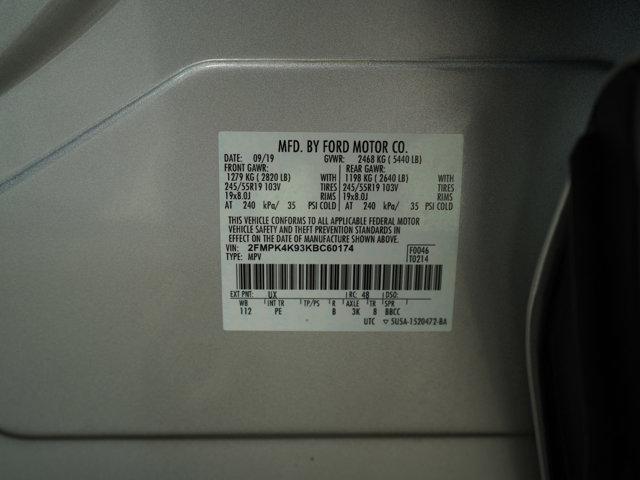 MFD. BY FORD MOTOR CO.
DATE: 09/19 GVWR: 2468 KG ( 5440 LB)
FRONT GAWR: REAR GAWR:
1279 KG ( 2820 LB) WITH 1198 KG ( 2640 LB) WITH
245/55R19 103V TIRES 245/55R19 103V TIRES
19x8.0J RIMS 19x8.0J RIMS
AT 240 kPa/ 35 PSI COLD AT 240 kPa/ 35 PSI COLD
THIS VEHICLE CONFORMS TO ALL APPLICABLE FEDERAL MOTOR
VEHICLE SAFETY AND THEFT PREVENTION STANDARDS IN
EFFECT ON THE DATE OF MANUFACTURE SHOWN ABOVE.
VIN: 2FMPK4K93KBC60174 F0046
TYPE: MPV T0214
EXT PNT: UX RC: 48 DSO:
WB INT TR TP/PS R AXLE TR SPR
112 PE B 3K 8 BBCC
UTC ▽ 5USA-1520472-BA